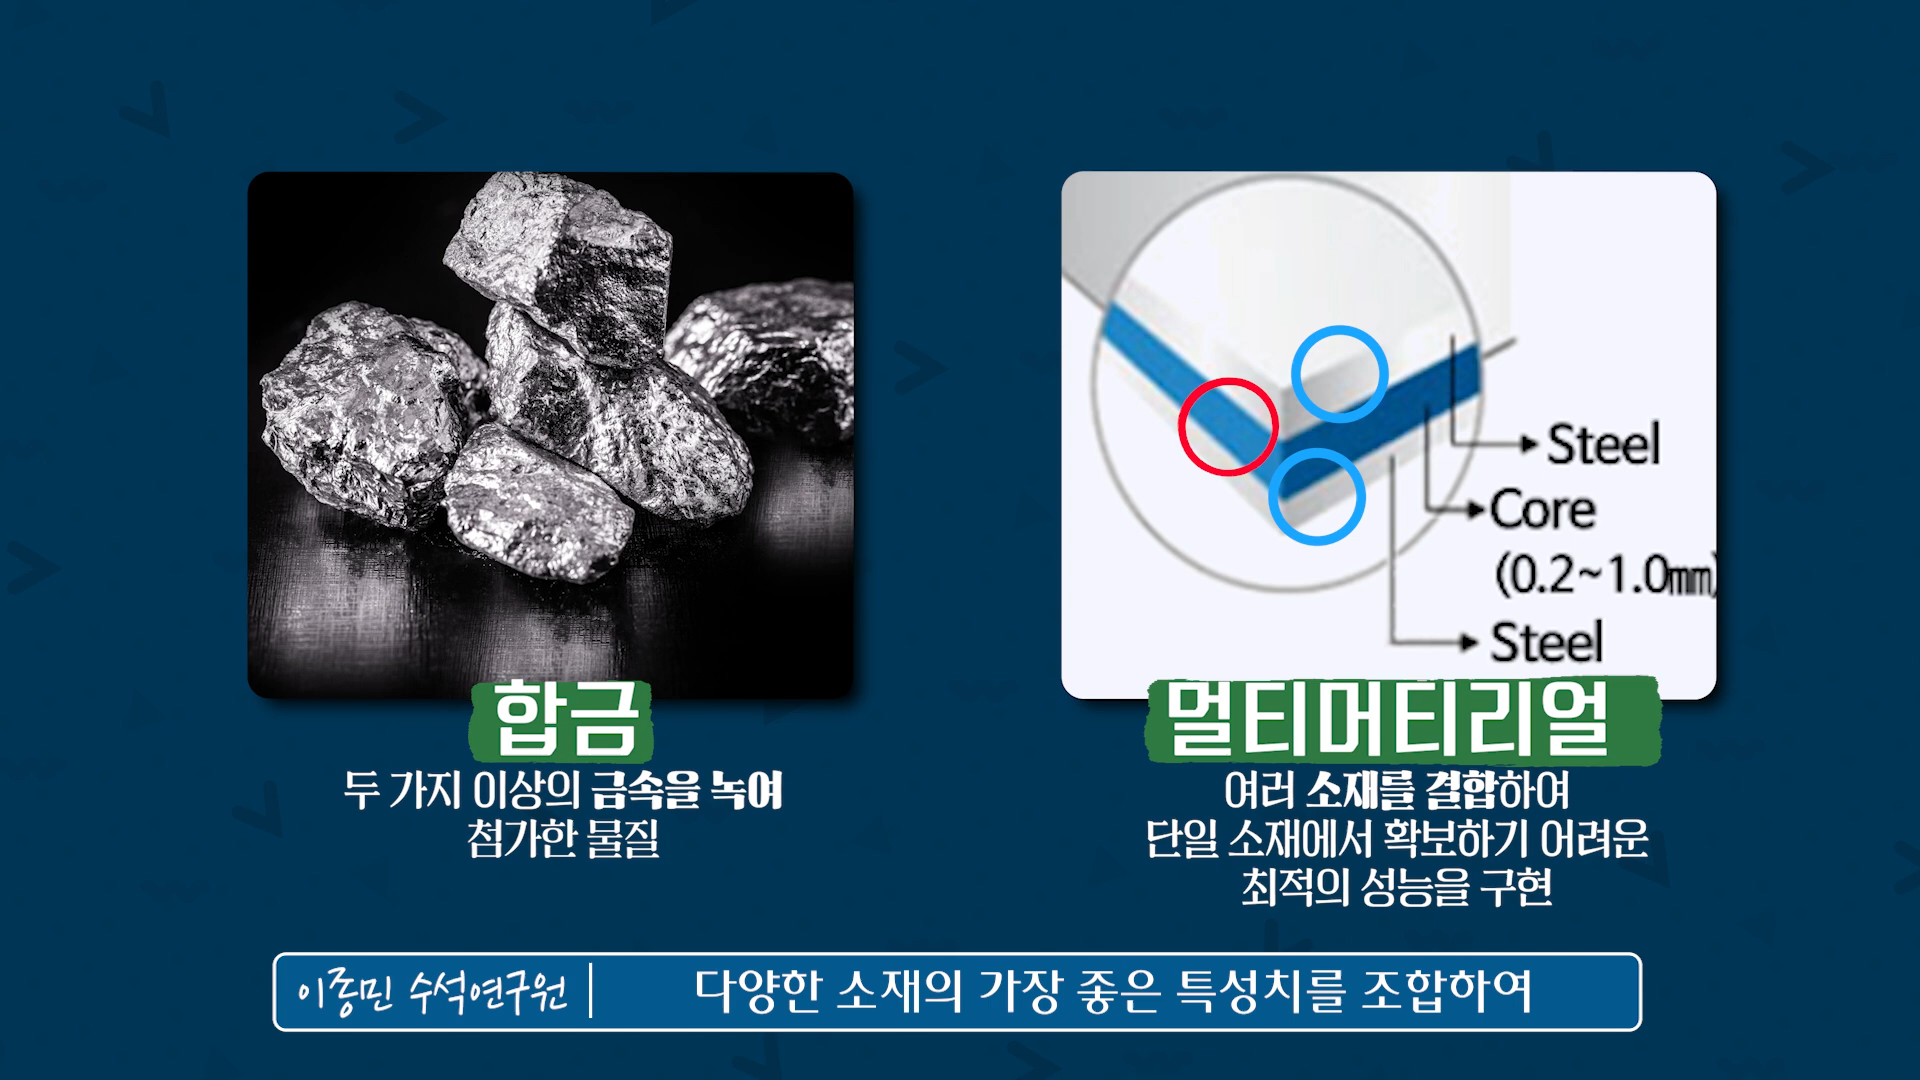 Steel
Core
(0.2~1.0㎜)
Steel
합금
두 가지 이상의 금속을 녹여
첨가한 물질
멀티머티리얼
여러 소재를 결합하여
단일 소재에서 확보하기 어려운
최적의 성능을 구현
이종민 수석연구원
다양한 소재의 가장 좋은 특성치를 조합하여